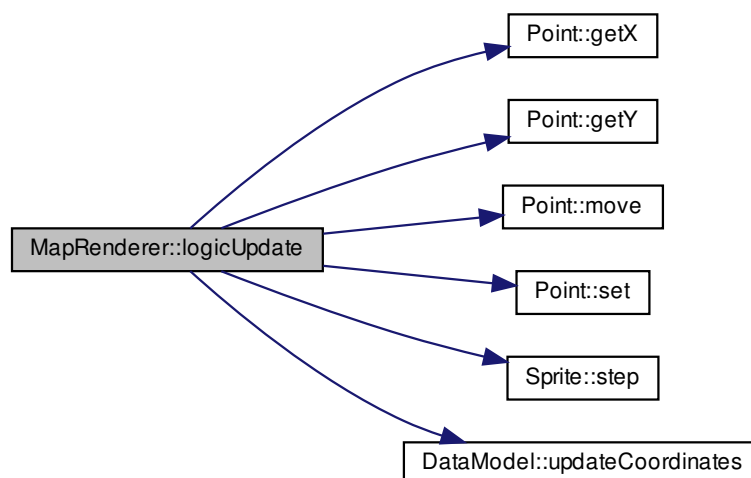 Point::getX
Point::getY
Point::move
MapRenderer::logicUpdate
Point::set
Sprite::step
DataModel::updateCoordinates